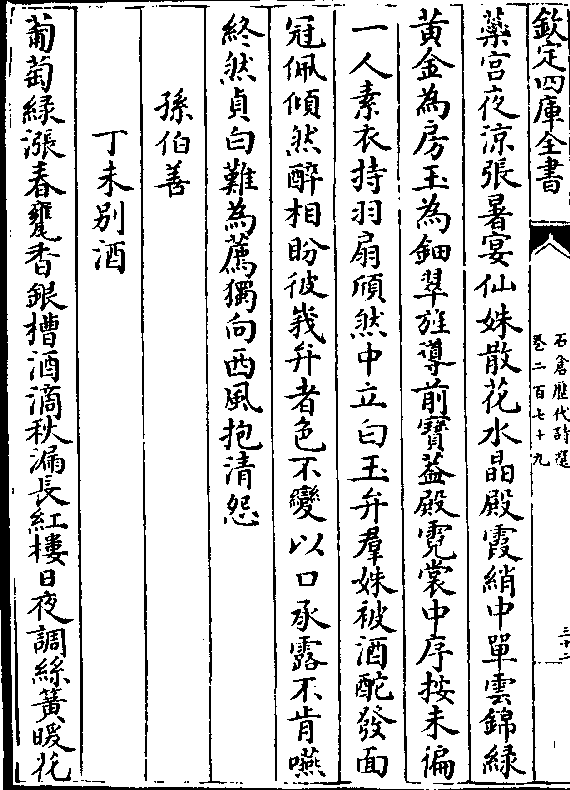 欽定四庫全書
石倉歷代詩選
卷二百七十九
三十二
蘂宮夜涼張暑宴仙姝散花水晶殿霞綃中單雲錦緣
黃金為房玉為鈿翠旌導前寶葢殿霓裳中序按未徧
一人素衣持羽扇頎然中立白玉弁羣姝被酒酡發面
冠佩傾然醉相盼彼峩弁者色不變以口承露不肯嚥
終然貞白難為薦獨向西風抱清怨
孫伯善
丁未别酒
葡萄綠漲春甕香銀槽酒滴秋漏長紅樓日夜調絲簧暖花